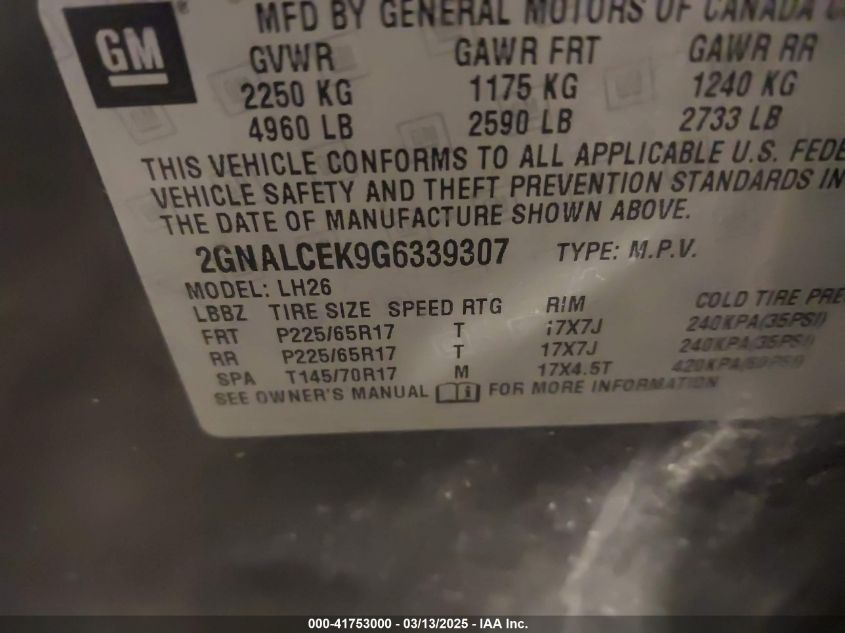 MFD BY GENERAL MOTORS OF CANADA
GM
GVWR GAWR FRT GAWR RR
2250 KG 1175 KG 1240 KG
4960 LB 2590 LB 2733 LB
THIS VEHICLE CONFORMS TO ALL APPLICABLE U.S. FEDE
VEHICLE SAFETY AND THEFT PREVENTION STANDARDS IN
THE DATE OF MANUFACTURE SHOWN ABOVE.
2GNALCEK9G6339307 TYPE: M.P.V.
MODEL: LH26
LBBZ TIRE SIZE SPEED RTG RIM COLD TIRE PRE
FRT P225/65R17 T 17X7J 240KPA(35PSI)
RR P225/65R17 T 17X7J 240KPA(35PSI)
SPA T145/70R17 M 17X4.5T 420KPA(60PSI)
SEE OWNER'S MANUAL FOR MORE INFORMATION
000-41753000 / 03/13/2025 - IAA Inc.